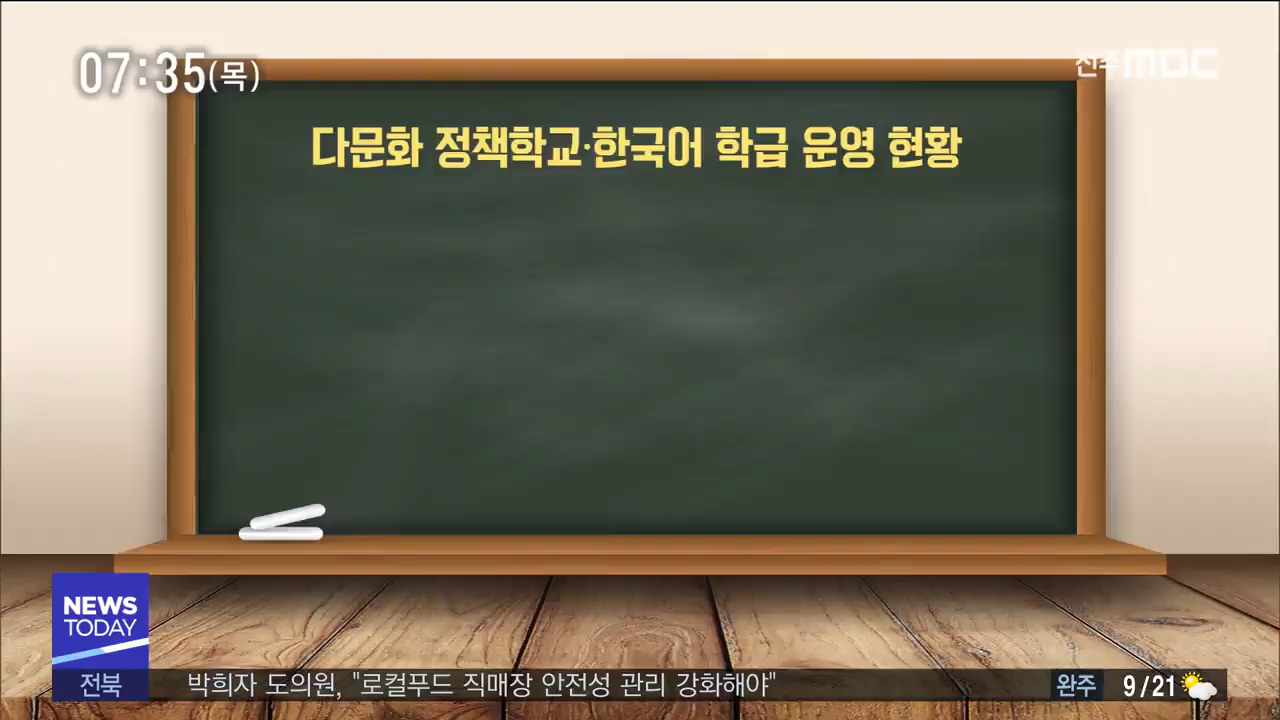 07:35(목)
전주MBC
다문화 정책학교·한국어 학급 운영 현황
NEWS
TODAY
전북
박희자 도의원, "로컬푸드 직매장 안전성 관리 강화해야"
완주
9/21